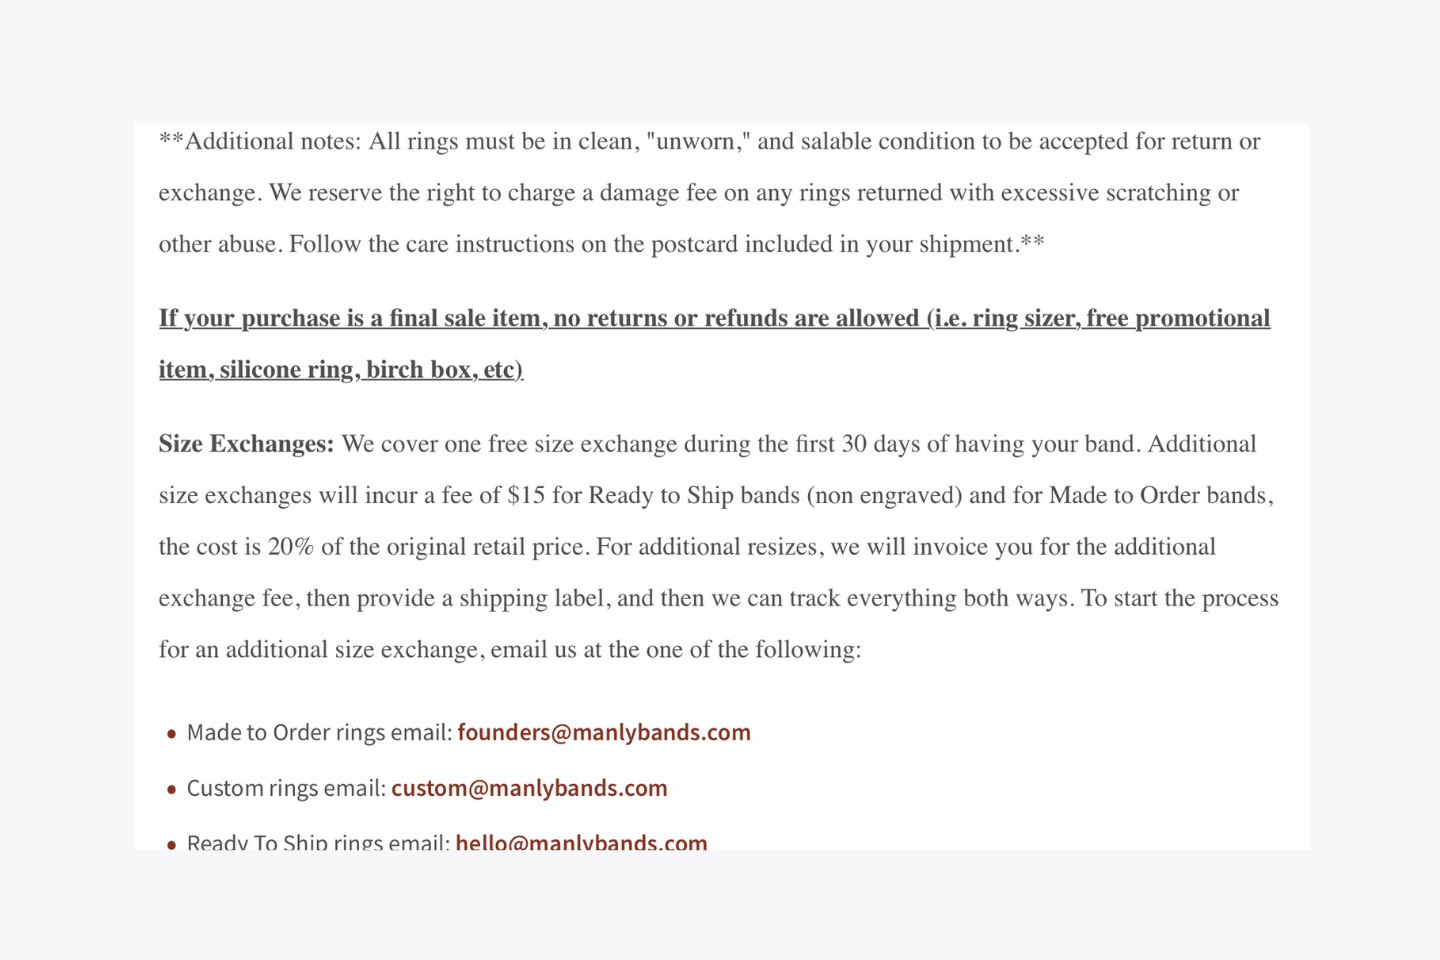 **Additional notes: All rings must be in clean, "unworn," and salable condition to be accepted for return or
exchange. We reserve the right to charge a damage fee on any rings returned with excessive scratching or
other abuse. Follow the care instructions on the postcard included in your shipment.**
If your purchase is a final sale item, no returns or refunds are allowed (i.e. ring sizer, free promotional
item, silicone ring, birch box, etc)
Size Exchanges: We cover one free size exchange during the first 30 days of having your band. Additional
size exchanges will incur a fee of $15 for Ready to Ship bands (non engraved) and for Made to Order bands,
the cost is 20% of the original retail price. For additional resizes, we will invoice you for the additional
exchange fee, then provide a shipping label, and then we can track everything both ways. To start the process
for an additional size exchange, email us at the one of the following:
• Made to Order rings email: founders@manlybands.com
• Custom rings email: custom@manlybands.com
• Ready To Ship rings email: hello@manlybands.com